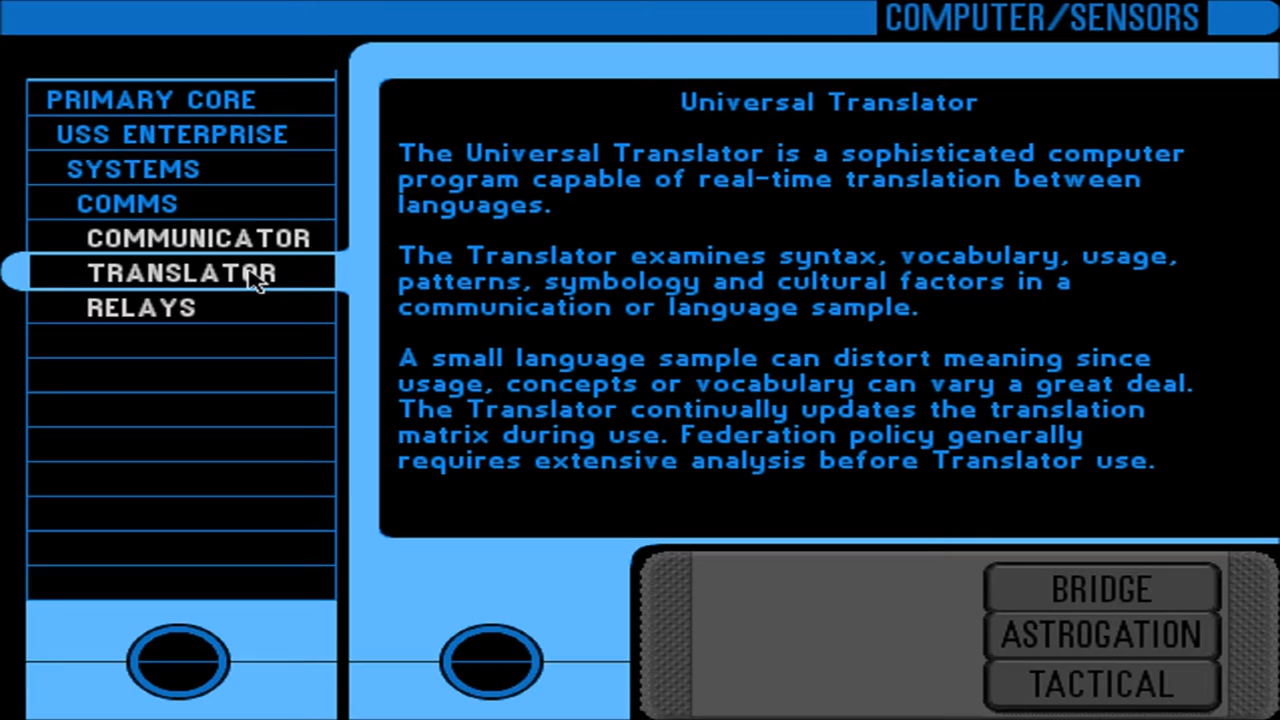 COMPUTER/SENSORS
PRIMARY CORE
USS ENTERPRISE
SYSTEMS
COMMS
COMMUNICATOR
TRANSLATOR
RELAYS
Universal Translator
The Universal Translator is a sophisticated computer
program capable of real-time translation between
languages.
The Translator examines syntax, vocabulary, usage,
patterns, symbology and cultural factors in a
communication or language sample.
A small language sample can distort meaning since
usage, concepts or vocabulary can vary a great deal.
The Translator continually updates the translation
matrix during use. Federation policy generally
requires extensive analysis before Translator use.
BRIDGE
ASTROGATION
TACTICAL